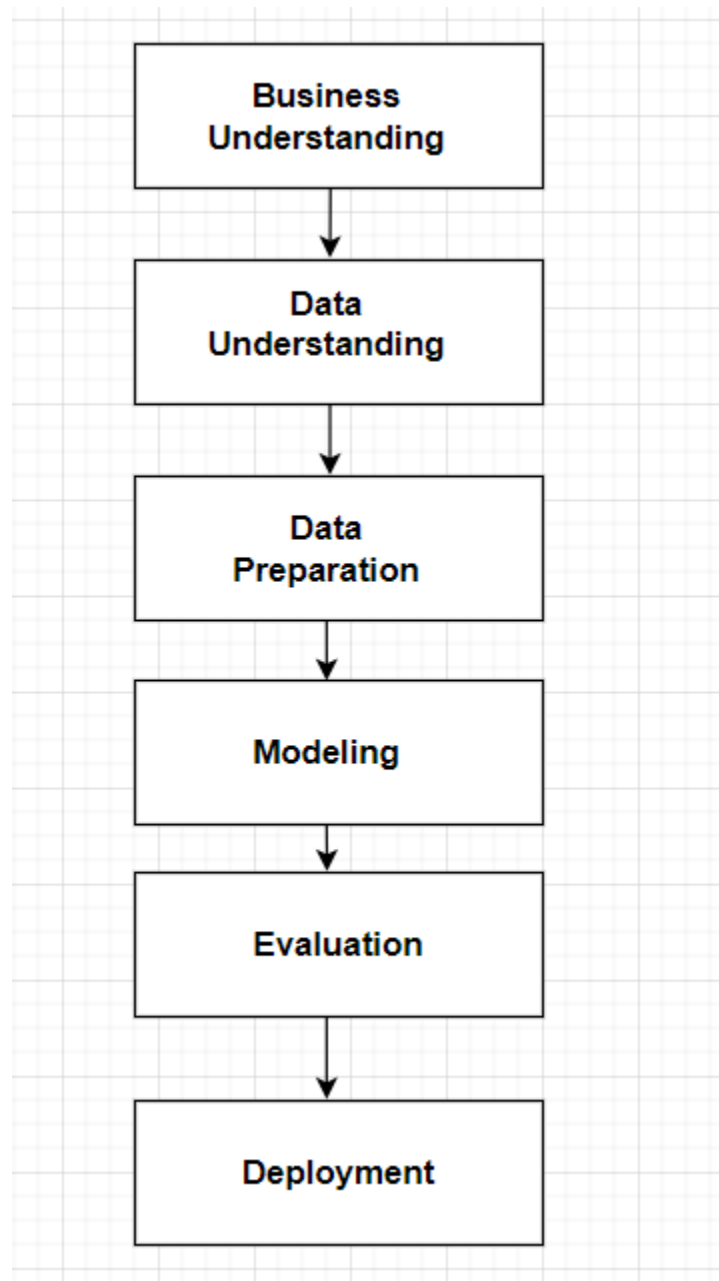 Business
Understanding
Data
Understanding
Data
Preparation
Modeling
Evaluation
Deployment